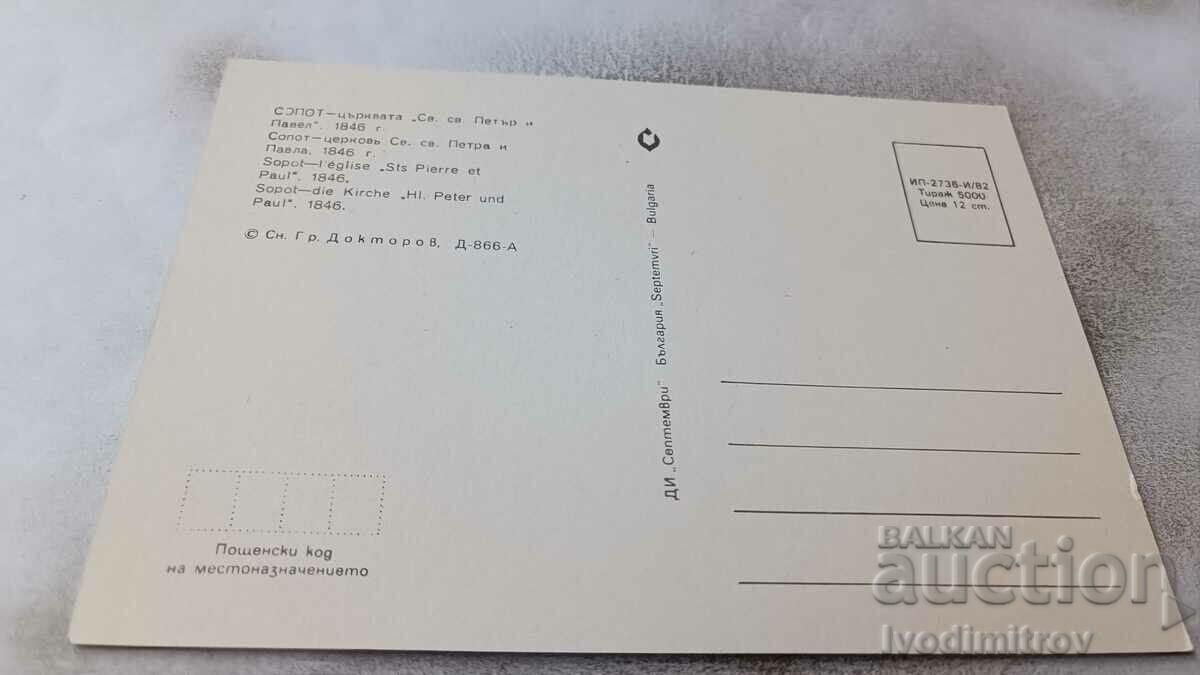 СОПОТ—църквата „Св. св. Петър и
Павел". 1846 г.
Сопот—церковь Св. св. Петра и
Павла. 1846 г.
Sopot—l'église „Sts Pierre et
Paul". 1846.
Sopot—die Kirche „Hl. Peter und
Paul". 1846.
© Сн. Гр. Докторов, Д-866-А
Пощенски код
на местоназначението
ДИ „Септември" България „Septemvri" — Bulgaria
ИП-2736-И/82
Тираж 5000
Цена 12 ст.
BALKAN
auction
Ivodimitrov